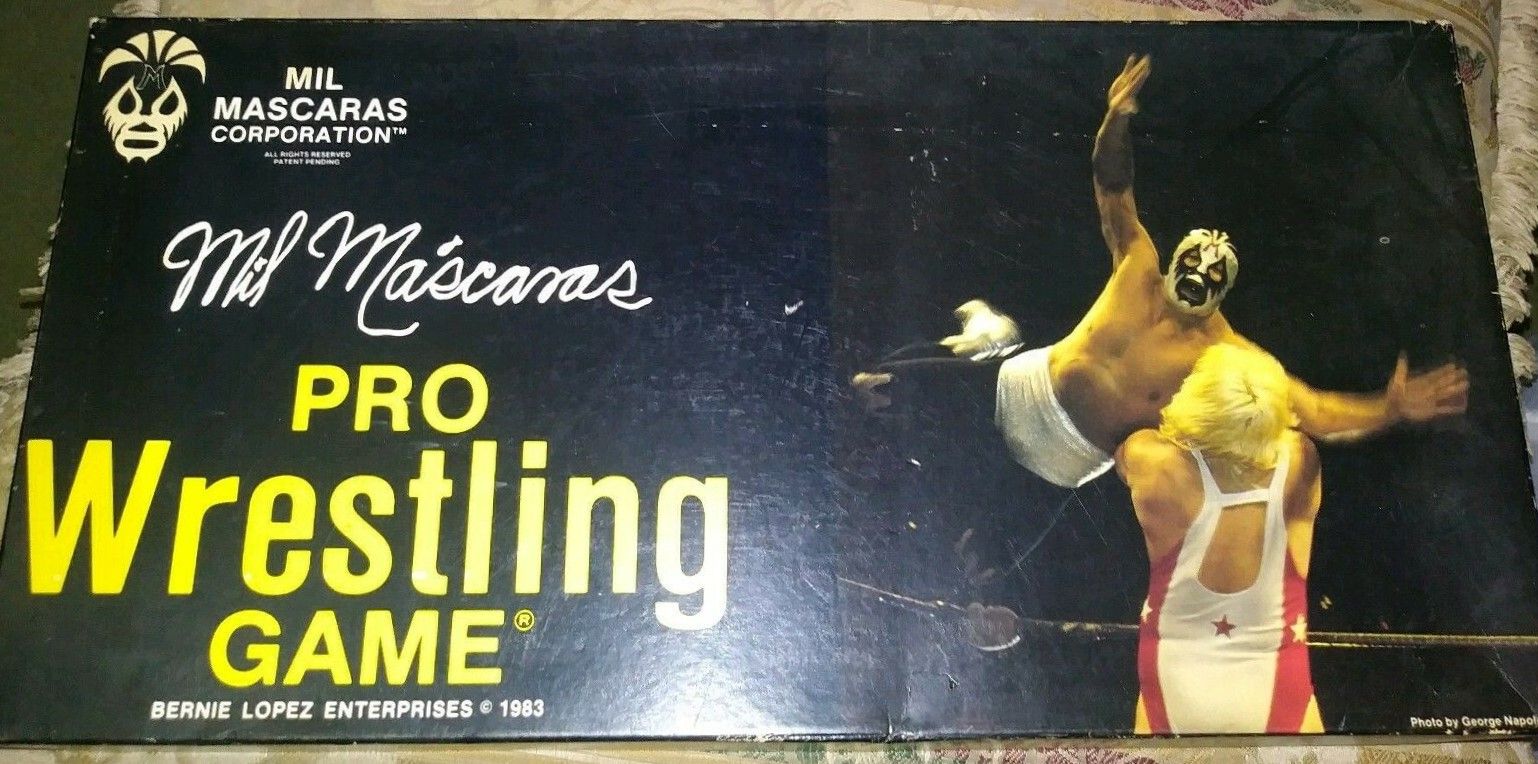 MIL
MASCARAS
CORPORATION™
ALL RIGHTS RESERVED
PATENT PENDING
Mil Máscaras
PRO
Wrestling
GAME®
BERNIE LOPEZ ENTERPRISES © 1983
M
Photo by George Napol